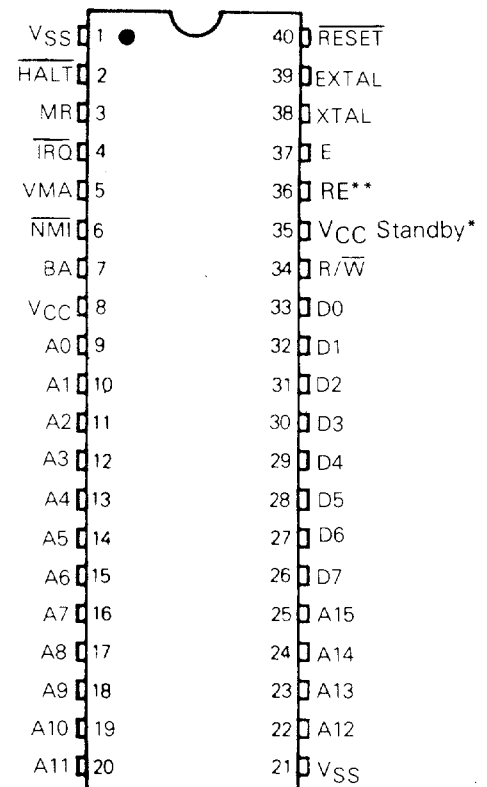 VSS 1 40 RESET
HALT 2 39 EXTAL
MR 3 38 XTAL
IRQ 4 37 E
VMA 5 36 RE**
NMI 6 35 VCC Standby*
BA 7 34 R/W
VCC 8 33 D0
A0 9 32 D1
A1 10 31 D2
A2 11 30 D3
A3 12 29 D4
A4 13 28 D5
A5 14 27 D6
A6 15 26 D7
A7 16 25 A15
A8 17 24 A14
A9 18 23 A13
A10 19 22 A12
A11 20 21 VSS